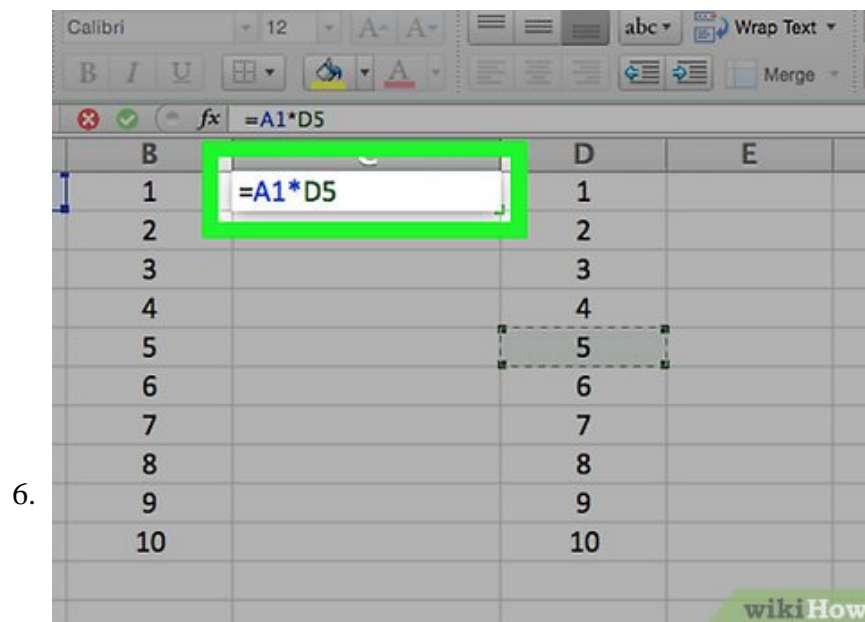 Calibri 12 A- A- abc Wrap Text
B I U A Merge
fx =A1*D5
B D E
1 =A1*D5 1
2 2
3 3
4 4
5 5
6 6
7 7
8 8
6.
9 9
10 10
wikiHow